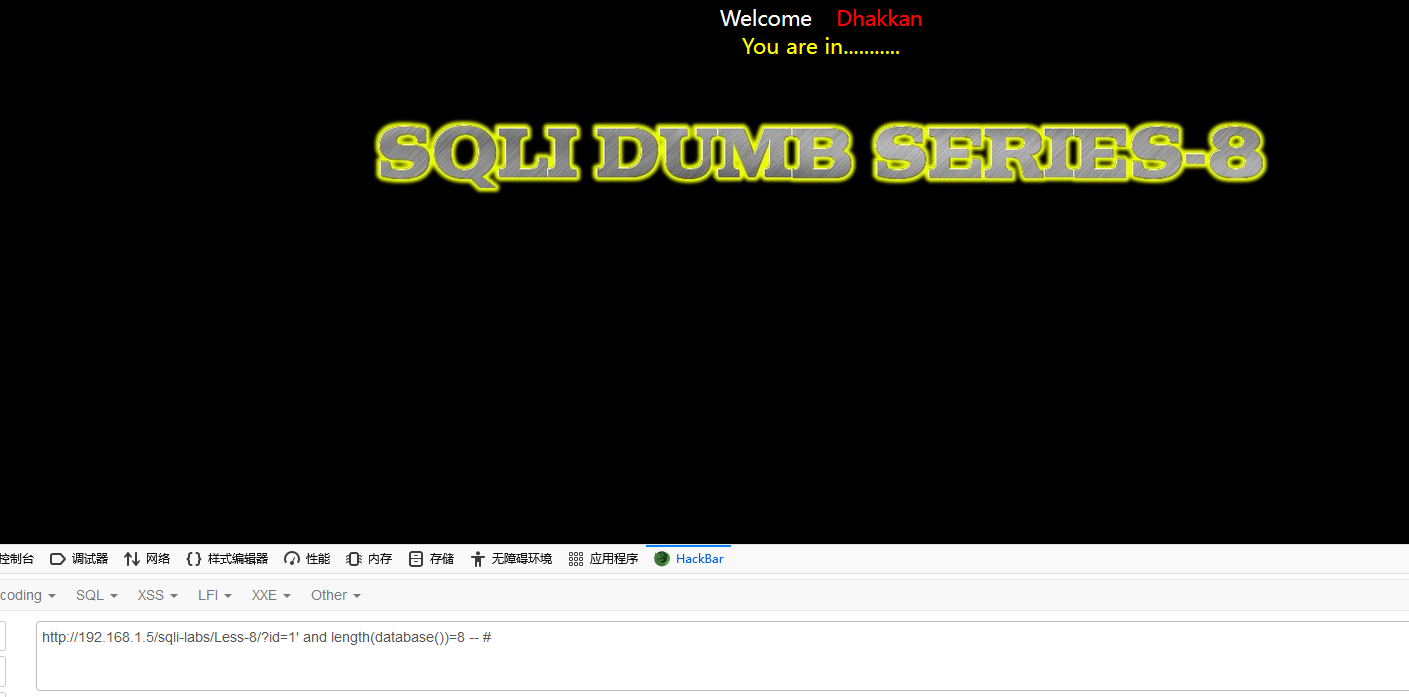 Welcome Dhakkan
You are in...........
SQLI DUMB SERIES-8
控制台 调试器 网络 样式编辑器 性能 内存 存储 无障碍环境 应用程序 HackBar
coding SQL XSS LFI XXE Other
http://192.168.1.5/sqli-labs/Less-8/?id=1' and length(database())=8 -- #